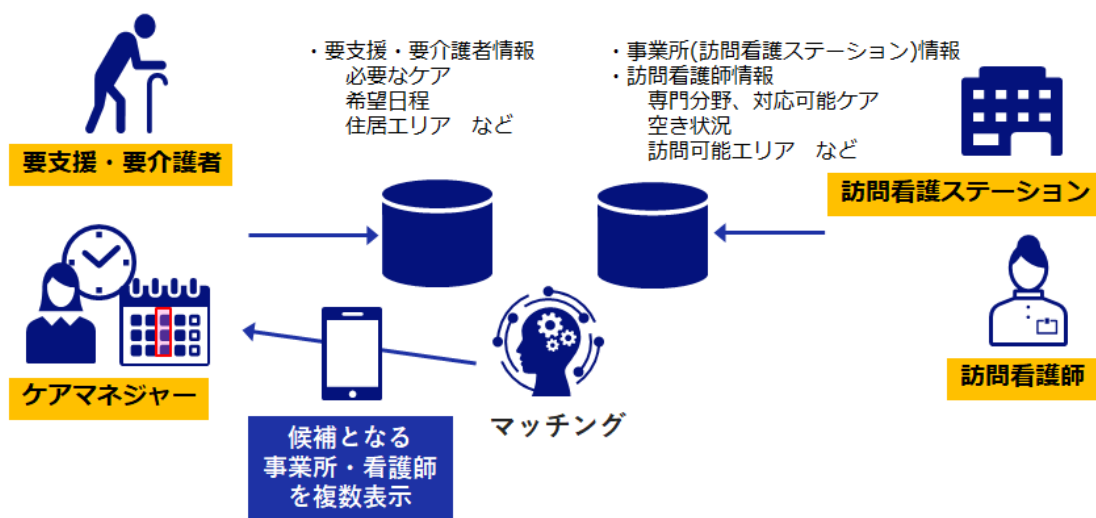 ・要支援・要介護者情報
必要なケア
希望日程
住居エリア　など
・事業所(訪問看護ステーション)情報
・訪問看護師情報
専門分野、対応可能ケア
空き状況
訪問可能エリア　など
要支援・要介護者
訪問看護ステーション
ケアマネジャー
訪問看護師
マッチング
候補となる
事業所・看護師
を複数表示